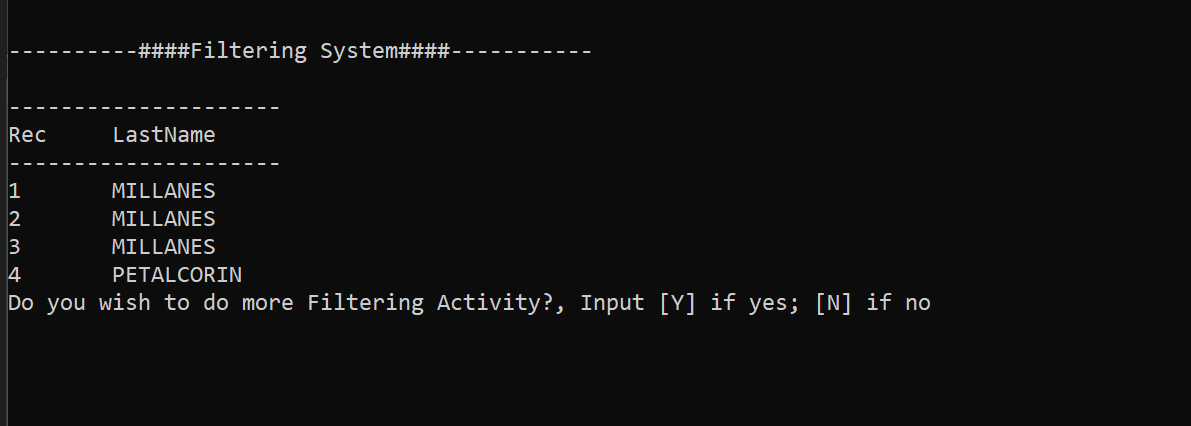 ----------####Filtering System####-----------
---------------------
Rec     LastName
---------------------
1       MILLANES
2       MILLANES
3       MILLANES
4       PETALCORIN
Do you wish to do more Filtering Activity?, Input [Y] if yes; [N] if no